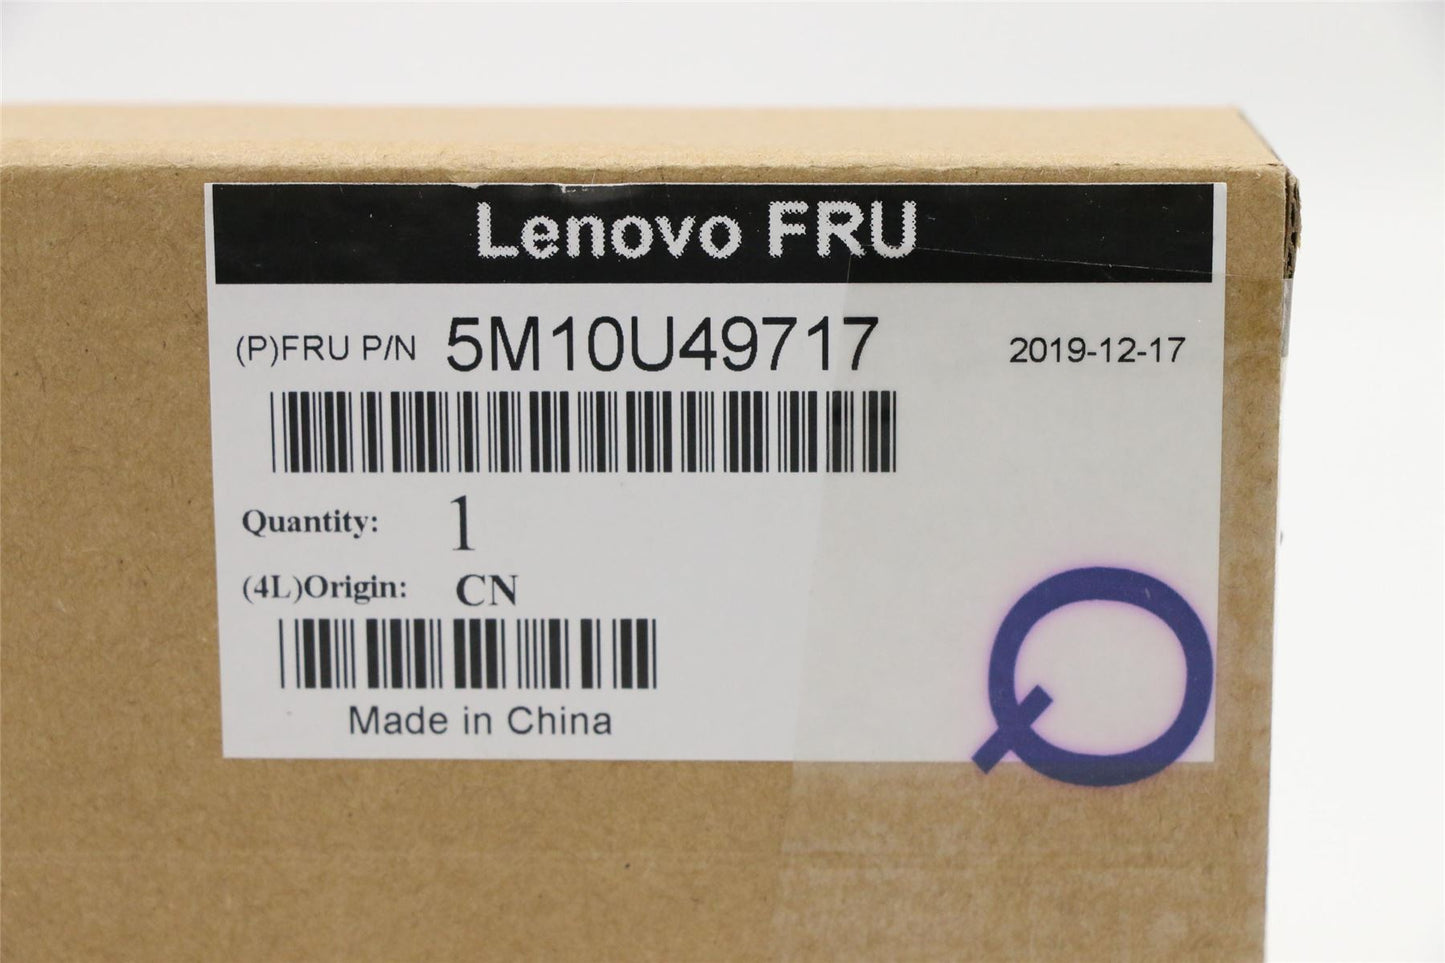 Lenovo FRU
(P)FRU P/N 5M10U49717 2019-12-17
Quantity: 1
(4L)Origin: CN
Made in China
Q